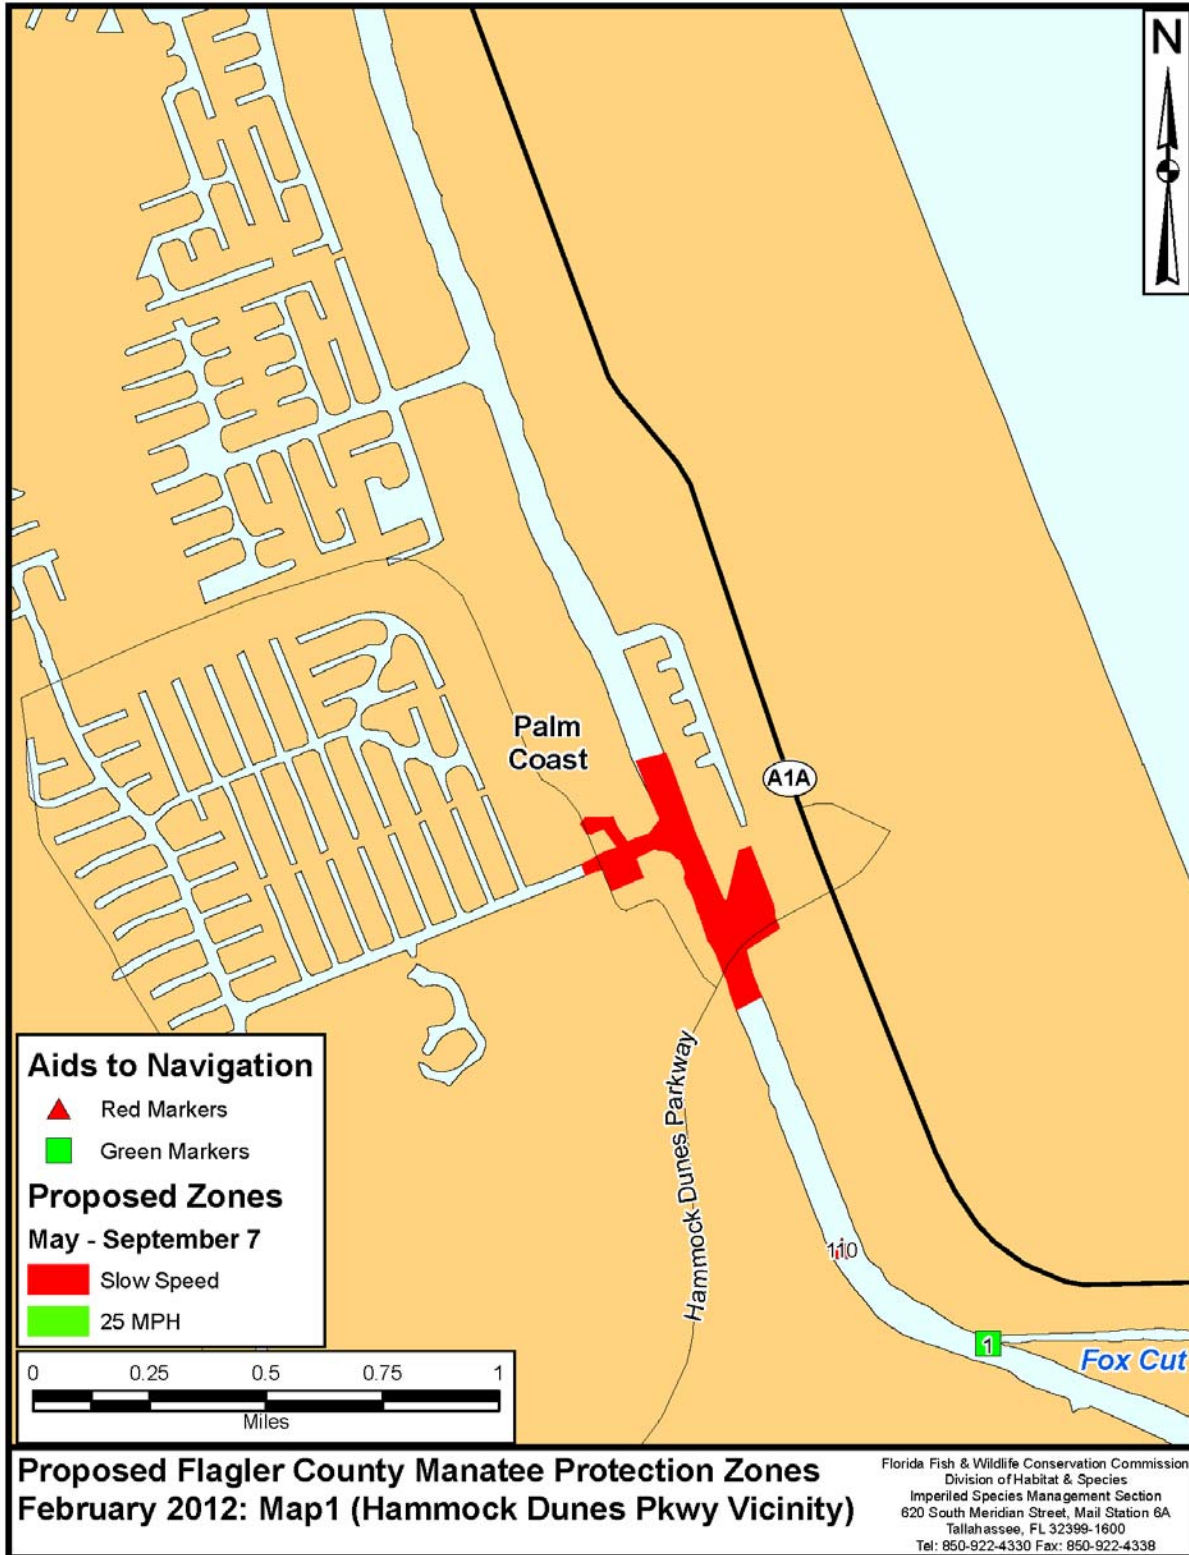 N
Palm
Coast
A1A
Hammock Dunes Parkway
110
1
Fox Cut
Aids to Navigation
Red Markers
Green Markers
Proposed Zones
May - September 7
Slow Speed
25 MPH
0 0.25 0.5 0.75 1
Miles
Proposed Flagler County Manatee Protection Zones
February 2012: Map1 (Hammock Dunes Pkwy Vicinity)
Florida Fish & Wildlife Conservation Commission
Division of Habitat & Species
Imperiled Species Management Section
620 South Meridian Street, Mail Station 6A
Tallahassee, FL 32399-1600
Tel: 850-922-4330 Fax: 850-922-4338